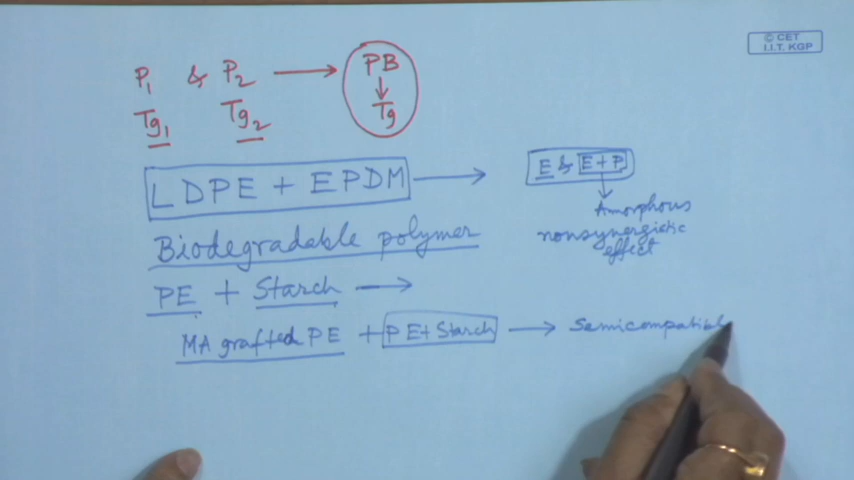 © CET
I.I.T. KGP
P1 & P2 → PB
↓
Tg1 Tg2 Tg
LDPE + EPDM → E & E+P
↓
Amorphous
nonsynergistic
effect
Biodegradable polymer
PE + Starch →
MA grafted PE + PE+Starch → Semicompatible